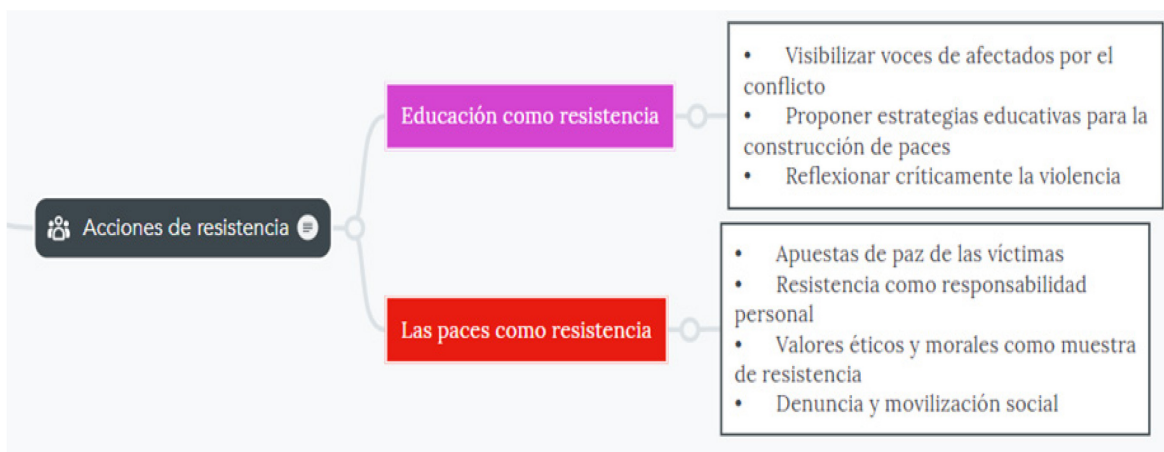 Acciones de resistencia
Educación como resistencia
• Visibilizar voces de afectados por el
conflicto
• Proponer estrategias educativas para la
construcción de paces
• Reflexionar críticamente la violencia
Las paces como resistencia
• Apuestas de paz de las víctimas
• Resistencia como responsabilidad
personal
• Valores éticos y morales como muestra
de resistencia
• Denuncia y movilización social